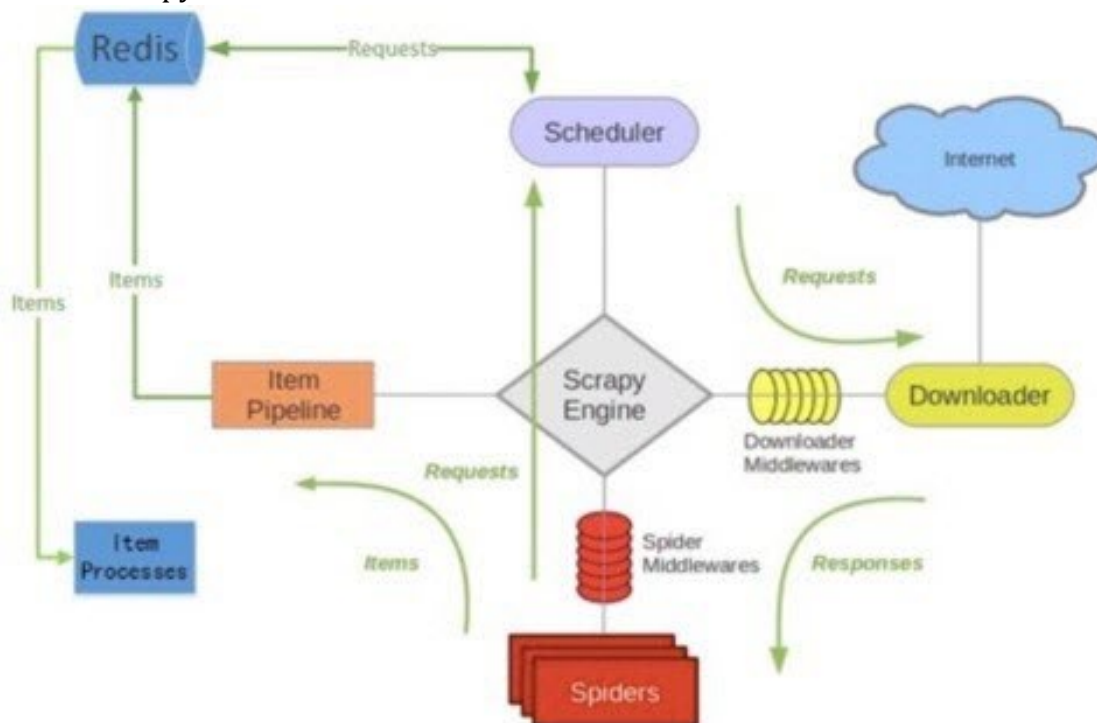 Redis
Requests
Scheduler
Internet
Items
Items
Requests
Item
Pipeline
Scrapy
Engine
Downloader
Downloader
Middlewares
Requests
Item
Processes
Items
Spider
Middlewares
Responses
Spiders